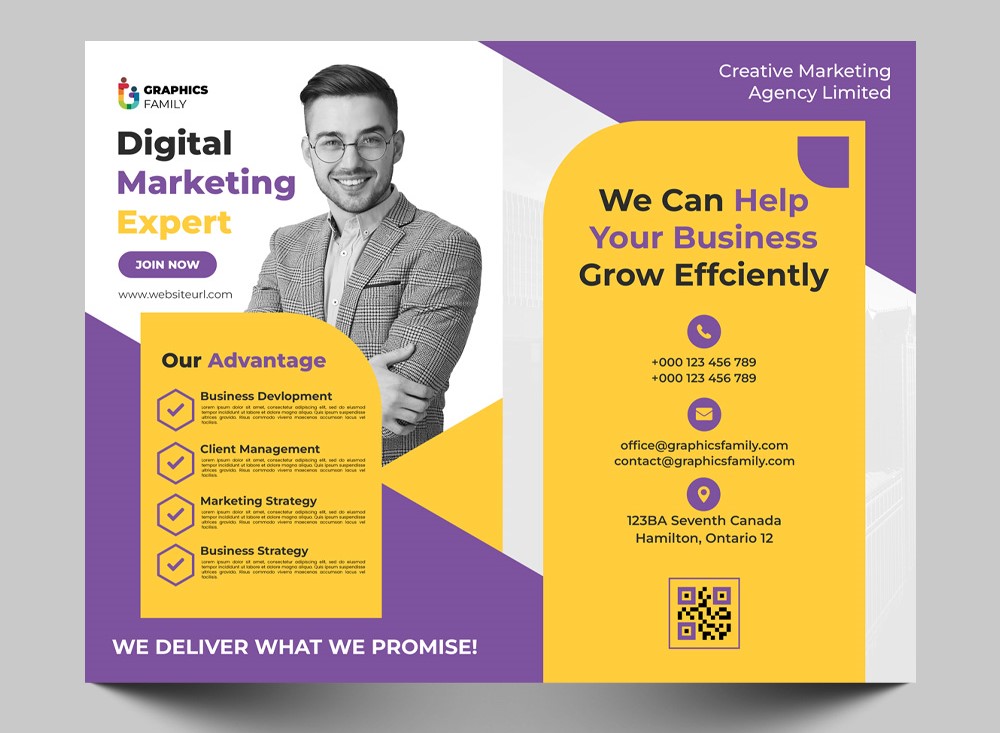 GRAPHICS
FAMILY
Digital
Marketing
Expert
JOIN NOW
www.websiteurl.com
Our Advantage
Business Devlopment
Lorem ipsum dolor sit amet, consectetur adipiscing elit, sed do eiusmod
tempor incididunt ut labore et dolore magna aliqua. Quis ipsum suspendisse
ultrices gravida. Risus commodo viverra maecenas accumsan lacus vel
facilisis.
Client Management
Lorem ipsum dolor sit amet, consectetur adipiscing elit, sed do eiusmod
tempor incididunt ut labore et dolore magna aliqua. Quis ipsum suspendisse
ultrices gravida. Risus commodo viverra maecenas accumsan lacus vel
facilisis.
Marketing Strategy
Lorem ipsum dolor sit amet, consectetur adipiscing elit, sed do eiusmod
tempor incididunt ut labore et dolore magna aliqua. Quis ipsum suspendisse
ultrices gravida. Risus commodo viverra maecenas accumsan lacus vel
facilisis.
Business Strategy
Lorem ipsum dolor sit amet, consectetur adipiscing elit, sed do eiusmod
tempor incididunt ut labore et dolore magna aliqua. Quis ipsum suspendisse
ultrices gravida. Risus commodo viverra maecenas accumsan lacus vel
facilisis.
WE DELIVER WHAT WE PROMISE!
Creative Marketing
Agency Limited
We Can Help
Your Business
Grow Effciently
+000 123 456 789
+000 123 456 789
office@graphicsfamily.com
contact@graphicsfamily.com
123BA Seventh Canada
Hamilton, Ontario 12